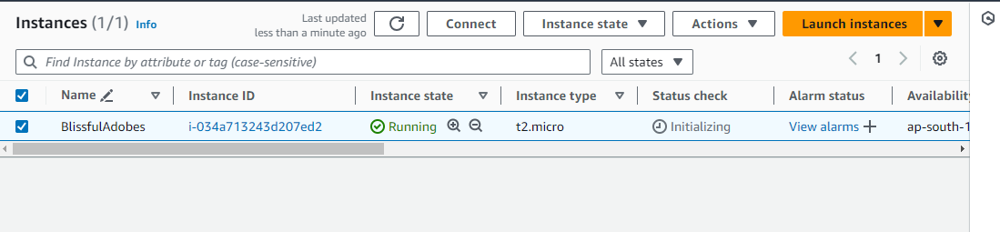 Instances (1/1) Info
Last updated
less than a minute ago
Connect
Instance state
Actions
Launch instances
Find Instance by attribute or tag (case-sensitive)
All states
1
Name Instance ID Instance state Instance type Status check Alarm status Availability
BlissfulAdobes i-034a713243d207ed2 Running t2.micro Initializing View alarms + ap-south-1